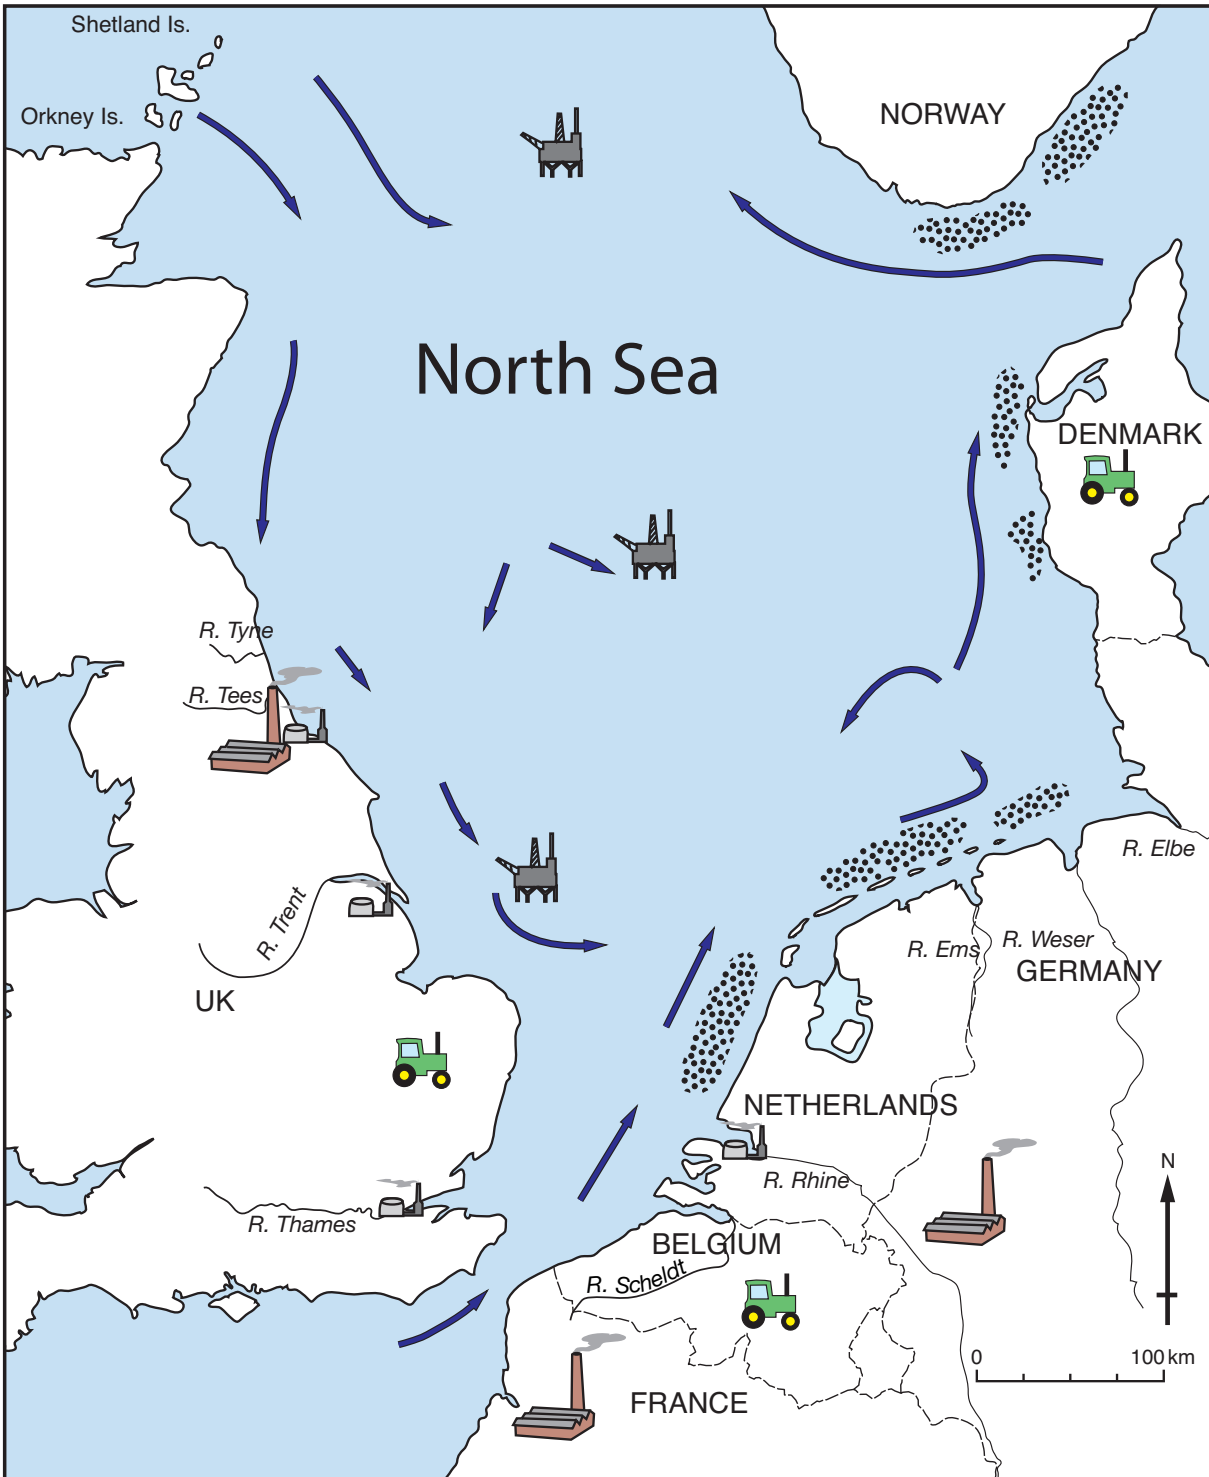 Shetland Is.
Orkney Is.
NORWAY
North Sea
DENMARK
R. Tyne
R. Tees
R. Elbe
R. Trent
R. Ems
R. Weser
GERMANY
UK
NETHERLANDS
N
R. Rhine
R. Thames
BELGIUM
R. Scheldt
0 100 km
FRANCE